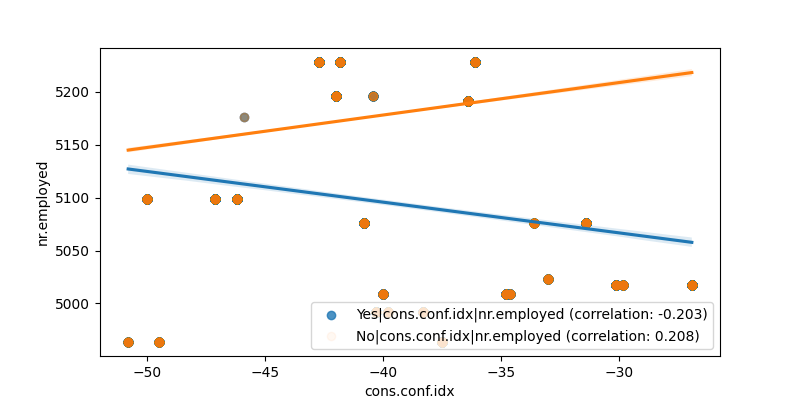 5200
5150
5100
5050
5000
nr.employed
Yes|cons.conf.idx|nr.employed (correlation: -0.203)
No|cons.conf.idx|nr.employed (correlation: 0.208)
−50 −45 −40 −35 −30
cons.conf.idx